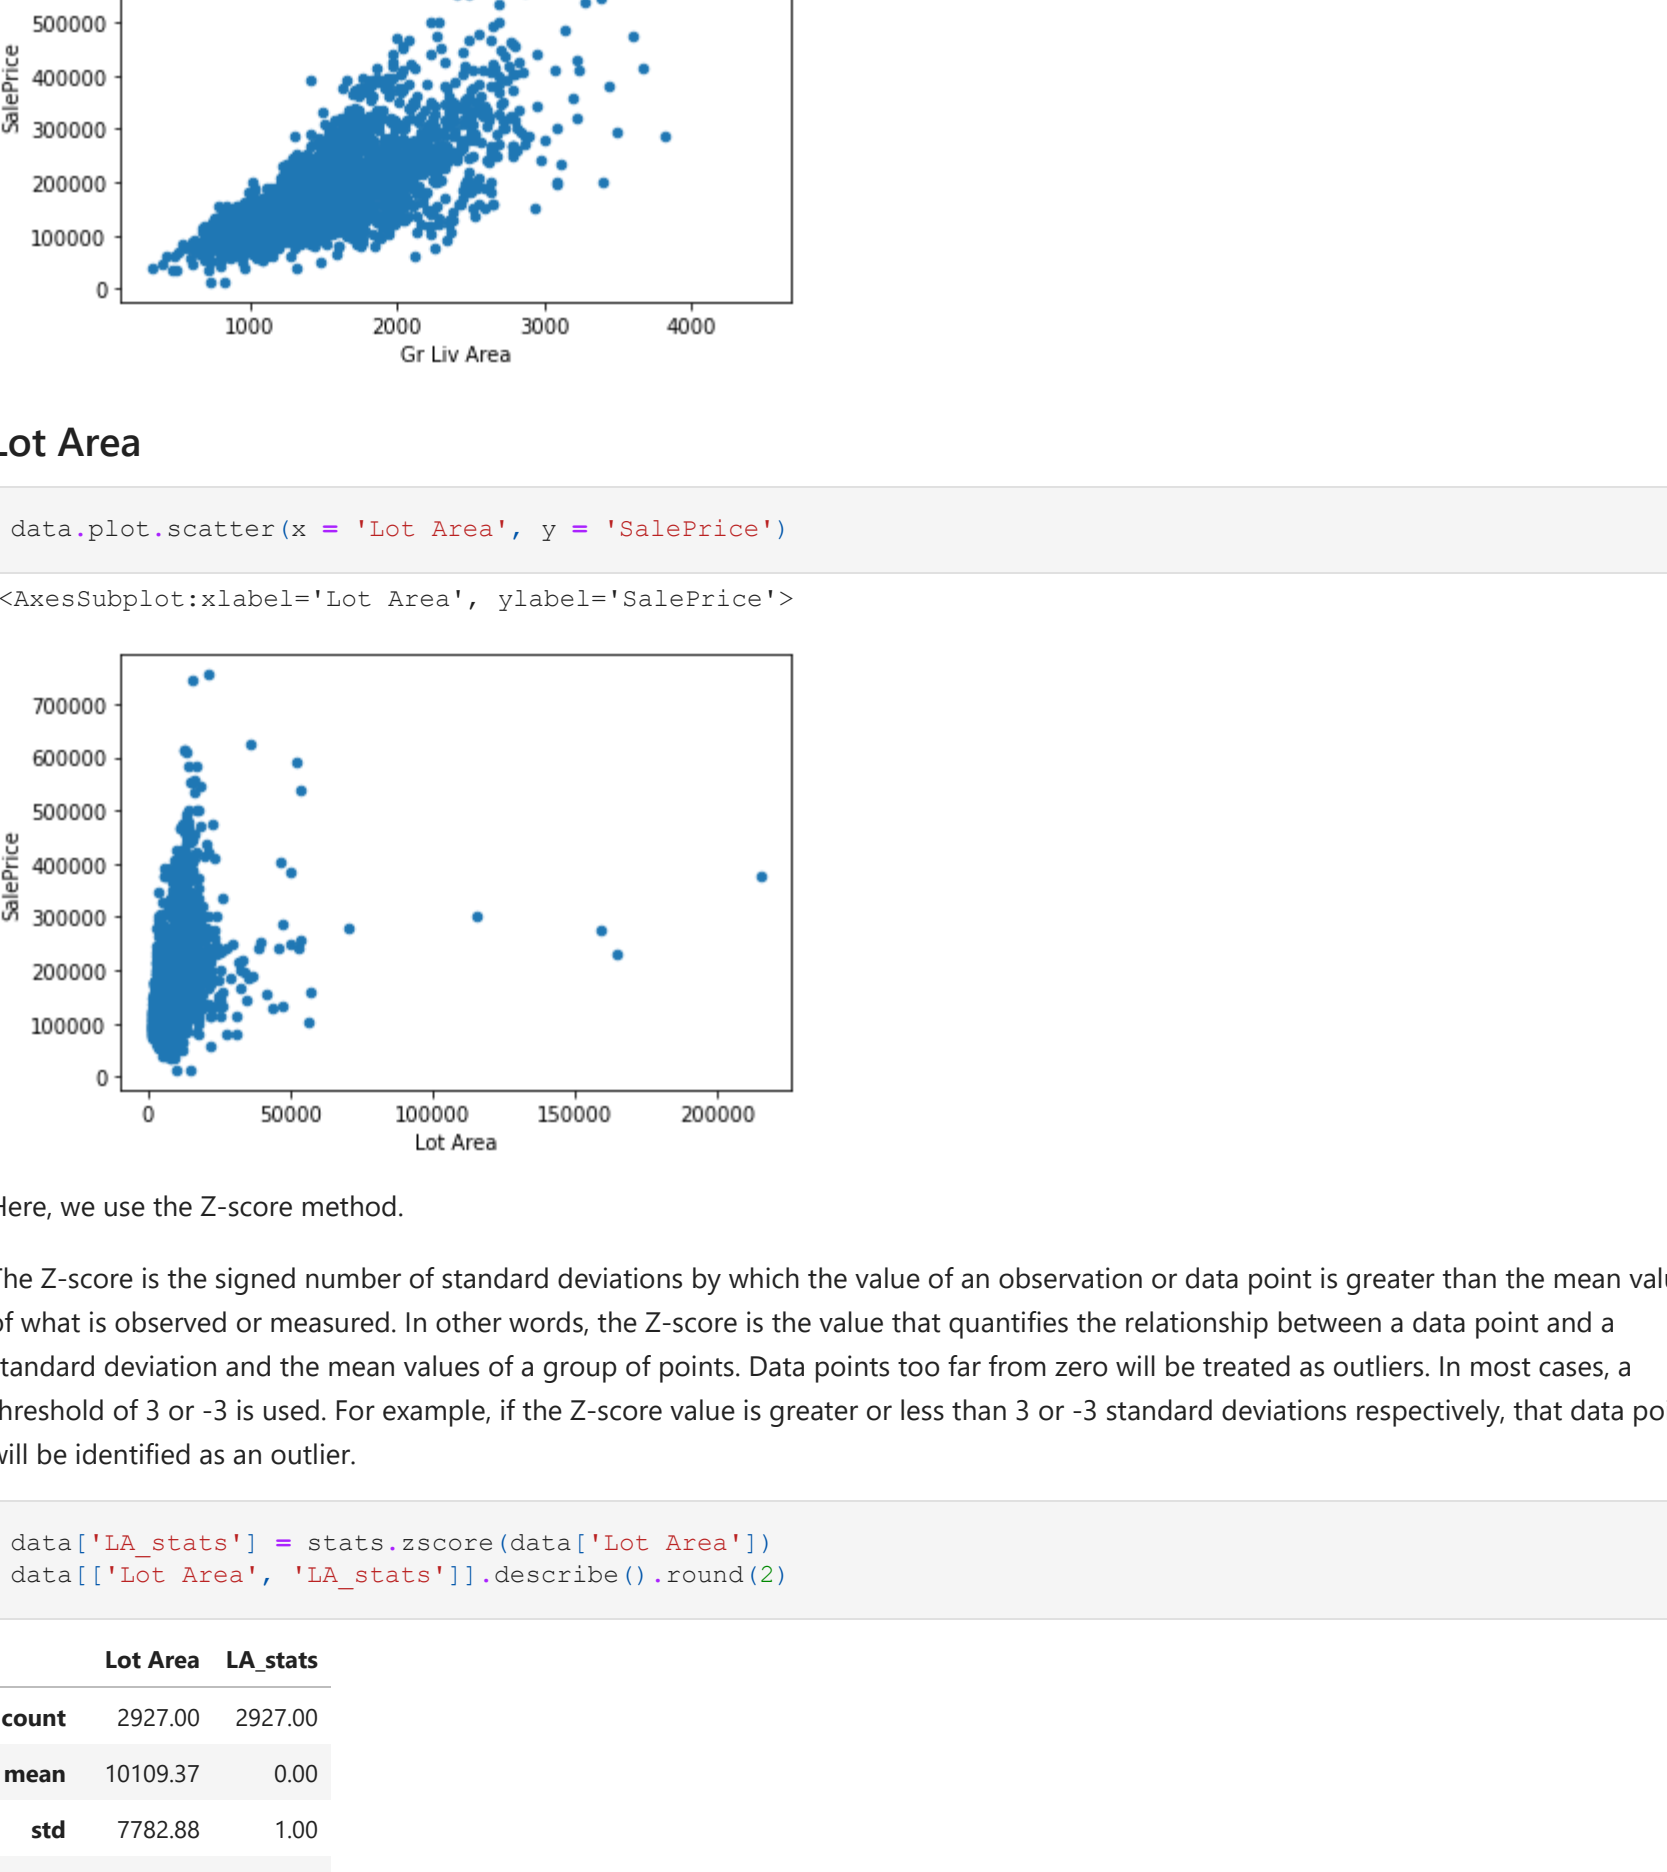 500000
400000
300000
200000
100000
0
SalePrice
1000 2000 3000 4000
Gr Liv Area
Lot Area
data.plot.scatter(x = 'Lot Area', y = 'SalePrice')
<AxesSubplot:xlabel='Lot Area', ylabel='SalePrice'>
700000
600000
500000
400000
300000
200000
100000
0
SalePrice
0 50000 100000 150000 200000
Lot Area
Here, we use the Z-score method.
The Z-score is the signed number of standard deviations by which the value of an observation or data point is greater than the mean valu
of what is observed or measured. In other words, the Z-score is the value that quantifies the relationship between a data point and a
standard deviation and the mean values of a group of points. Data points too far from zero will be treated as outliers. In most cases, a
threshold of 3 or -3 is used. For example, if the Z-score value is greater or less than 3 or -3 standard deviations respectively, that data po
will be identified as an outlier.
data['LA_stats'] = stats.zscore(data['Lot Area'])
data[['Lot Area', 'LA_stats']].describe().round(2)
Lot Area LA_stats
count 2927.00 2927.00
mean 10109.37 0.00
std 7782.88 1.00